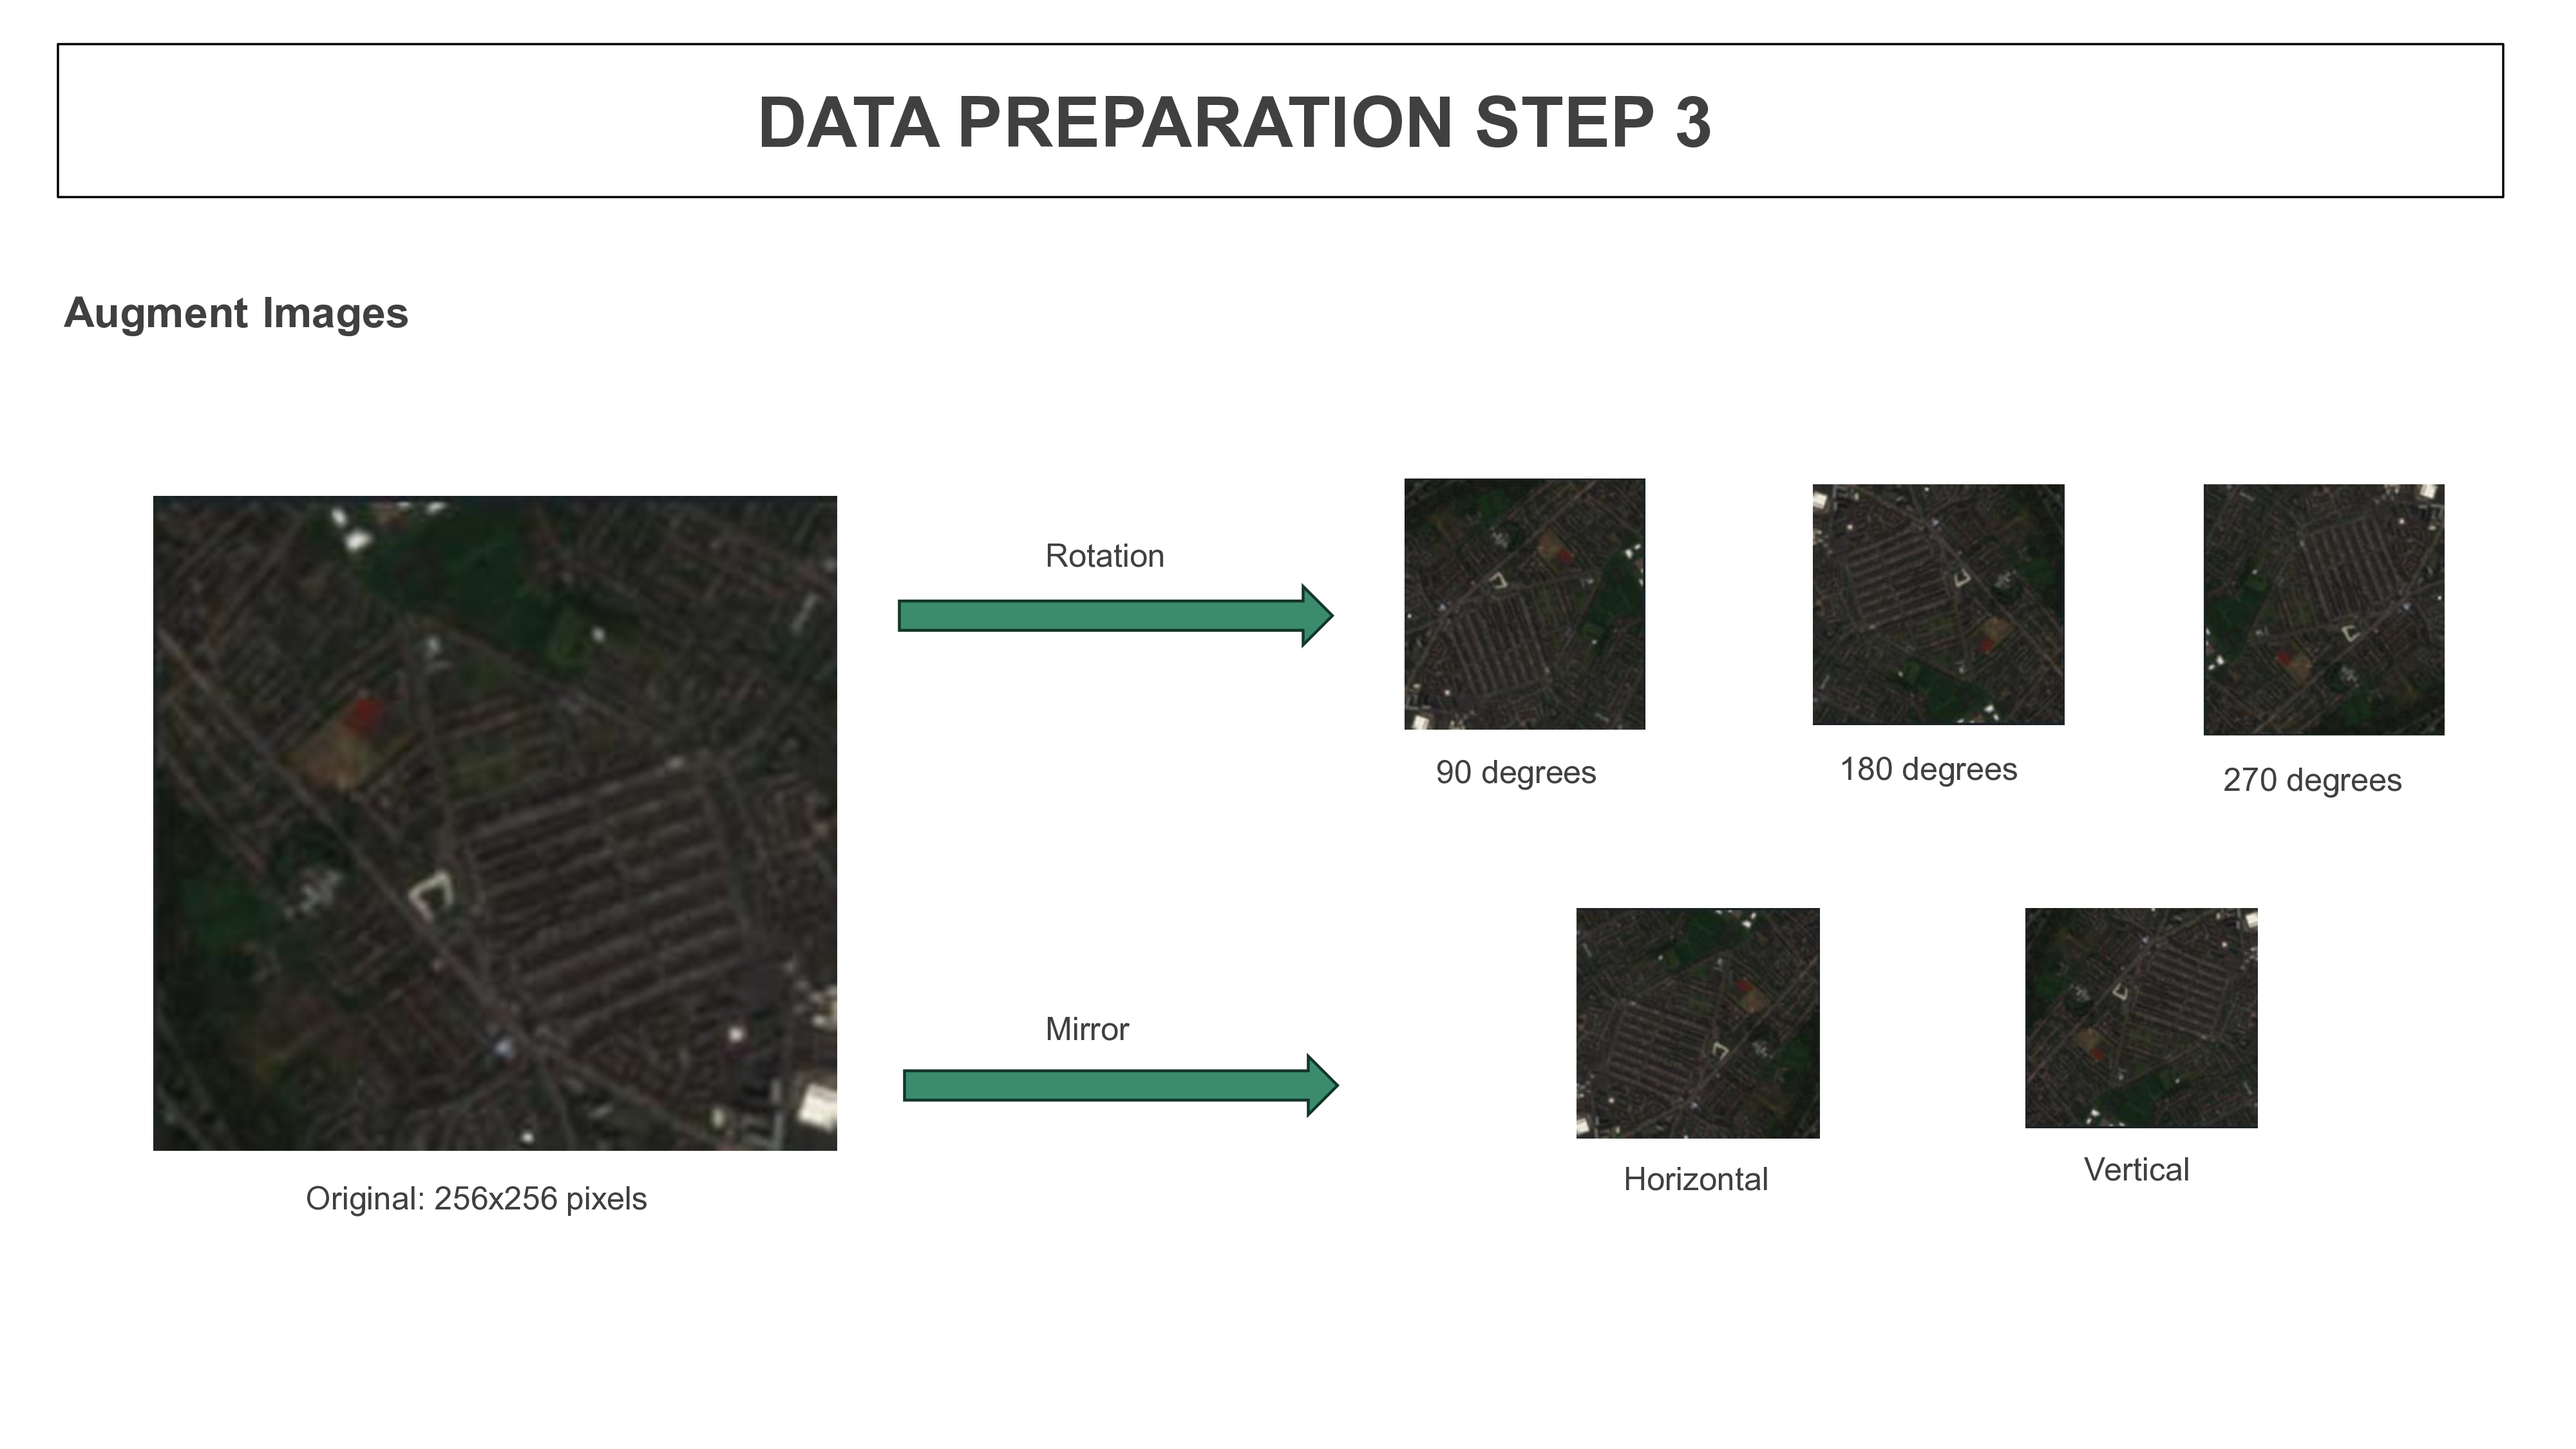 DATA PREPARATION STEP 3
Augment Images
Rotation
90 degrees
180 degrees
270 degrees
Mirror
Horizontal
Vertical
Original: 256x256 pixels